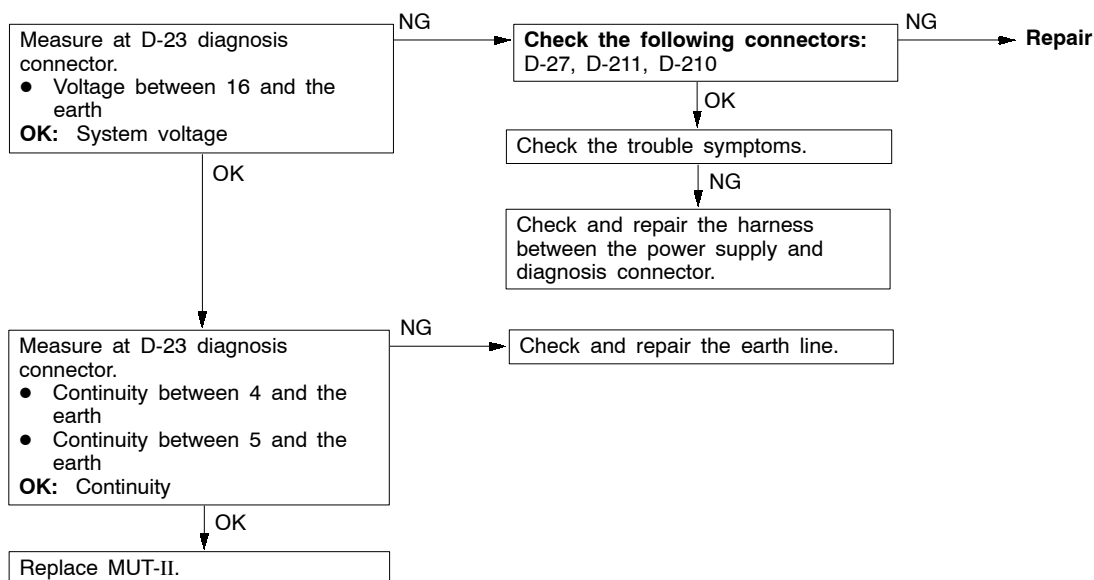 Measure at D-23 diagnosis
connector.
● Voltage between 16 and the
earth
OK: System voltage
NG
Check the following connectors:
D-27, D-211, D-210
NG
Repair
OK
Check the trouble symptoms.
NG
Check and repair the harness
between the power supply and
diagnosis connector.
OK
Measure at D-23 diagnosis
connector.
● Continuity between 4 and the
earth
● Continuity between 5 and the
earth
OK: Continuity
NG
Check and repair the earth line.
OK
Replace MUT-II.